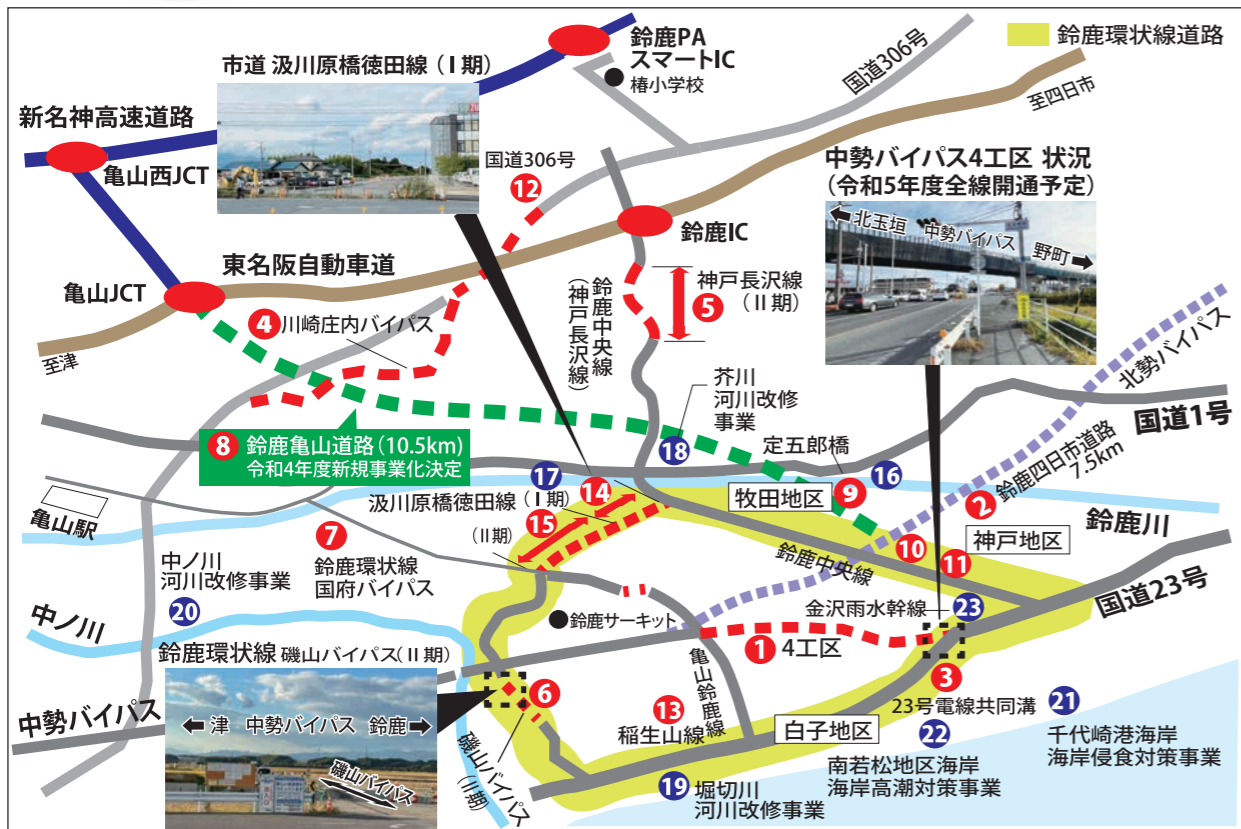 鈴鹿環状線道路
市道 汲川原橋徳田線（Ⅰ期）
鈴鹿PA
スマートIC
椿小学校
国道306号
至四日市
新名神高速道路
亀山西JCT
国道306号
12
中勢バイパス4工区 状況
（令和5年度全線開通予定）
北玉垣 中勢バイパス 野町
鈴鹿IC
東名阪自動車道
亀山JCT
至津
4 川崎庄内バイパス
鈴鹿中央線
（神戸長沢線）
神戸長沢線
5 （Ⅱ期）
北勢バイパス
国道1号
芥川
河川改修
事業
18
8 鈴鹿亀山道路（10.5km）
令和4年度新規事業化決定
定五郎橋
16
17
14
汲川原橋徳田線（Ⅰ期）
15
（Ⅱ期）
牧田地区
9
2 鈴鹿四日市道路
7.5km
鈴鹿川
亀山駅
7
鈴鹿環状線
国府バイパス
鈴鹿中央線
10
11
神戸地区
国道23号
中ノ川
河川改修事業
20
中ノ川
鈴鹿サーキット
金沢雨水幹線
23
1 4工区
鈴鹿環状線 磯山バイパス（Ⅱ期）
津 中勢バイパス 鈴鹿
磯山バイパス
中勢バイパス
6
磯山バイパス
（Ⅱ期）
亀山鈴鹿線
13
稲生山線
3
23号電線共同溝
白子地区
22
南若松地区海岸
海岸高潮対策事業
21
千代崎港海岸
海岸侵食対策事業
19 堀切川
河川改修事業